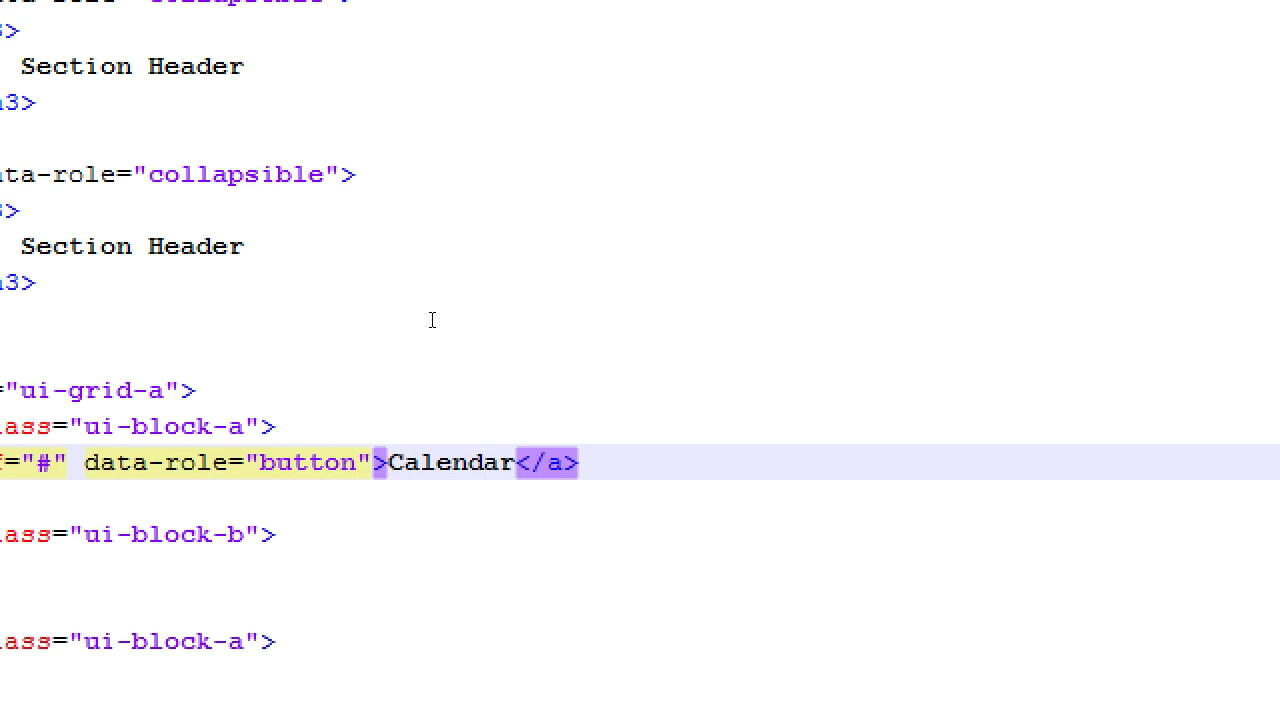 >
Section Header
3>
ta-role="collapsible">
>
Section Header
3>
="ui-grid-a">
ass="ui-block-a">
="#" data-role="button">Calendar</a>
ass="ui-block-b">
ass="ui-block-a">